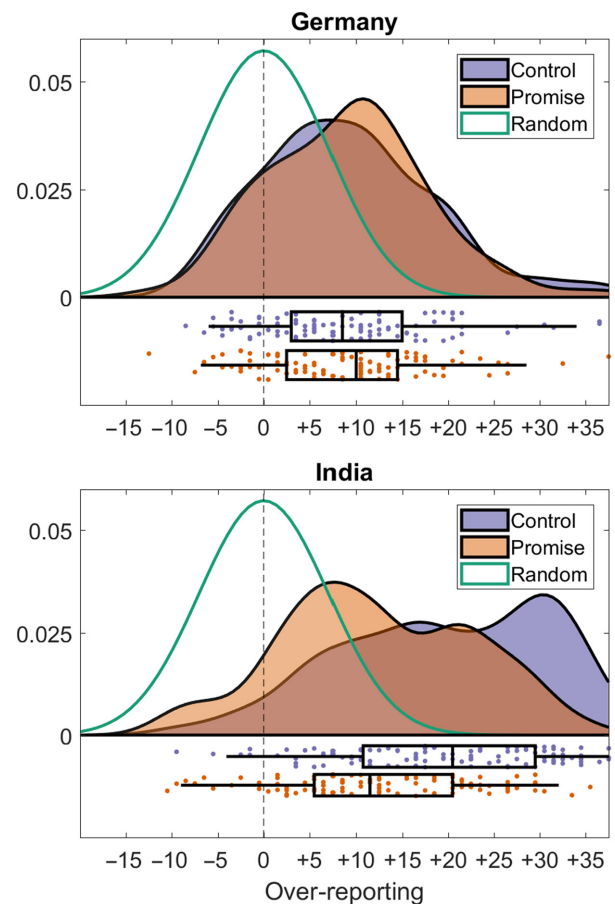 Germany
0.05
0.025
0
Control
Promise
Random
−15 −10 −5 0 +5 +10 +15 +20 +25 +30 +35
India
0.05
0.025
0
Control
Promise
Random
−15 −10 −5 0 +5 +10 +15 +20 +25 +30 +35
Over-reporting